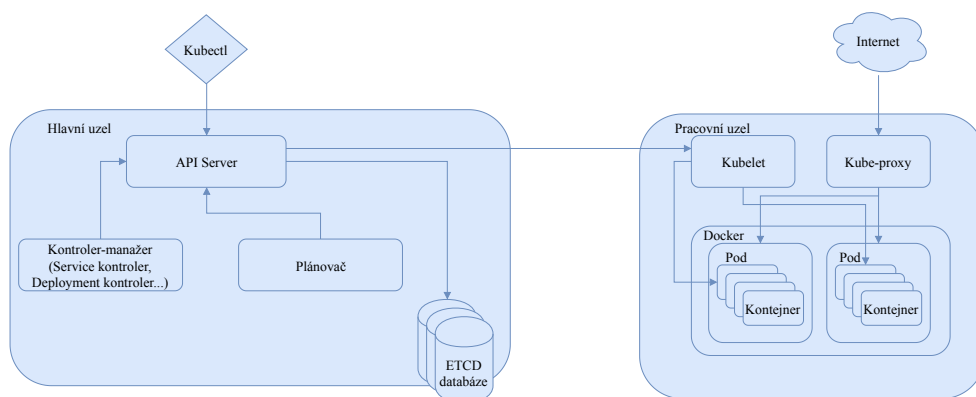 Kubectl
Internet
Hlavní uzel
API Server
Kontroler-manažer
(Service kontroler,
Deployment kontroler...)
Plánovač
ETCD
databáze
Pracovní uzel
Kubelet
Kube-proxy
Docker
Pod
Kontejner
Pod
Kontejner